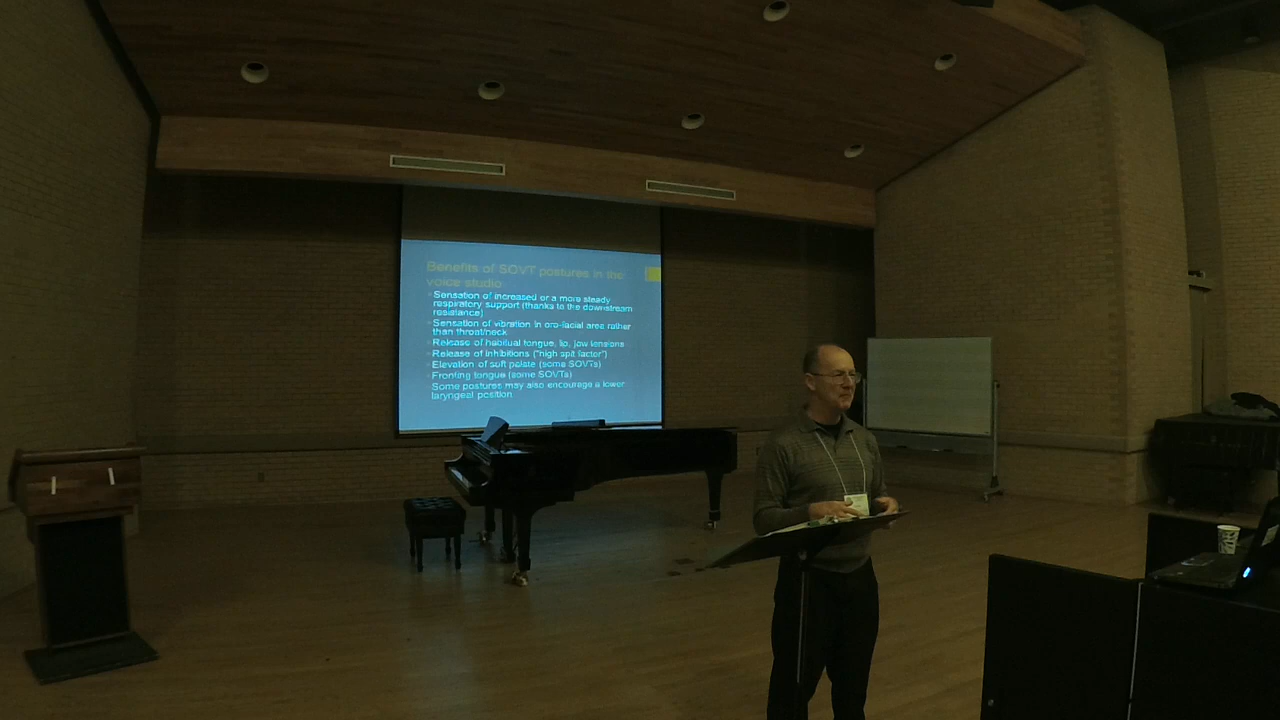 Benefits of SOVT postures in the
voice studio
Sensation of increased or a more steady
respiratory support (thanks to the downstream
resistance)
Sensation of vibration in oro-facial area rather
than throat/neck
Release of habitual tongue, lip, jaw tensions
Release of inhibitions ("high spit factor")
Elevation of soft palate (some SOVTs)
Fronting tongue (some SOVTs)
Some postures may also encourage a lower
laryngeal position